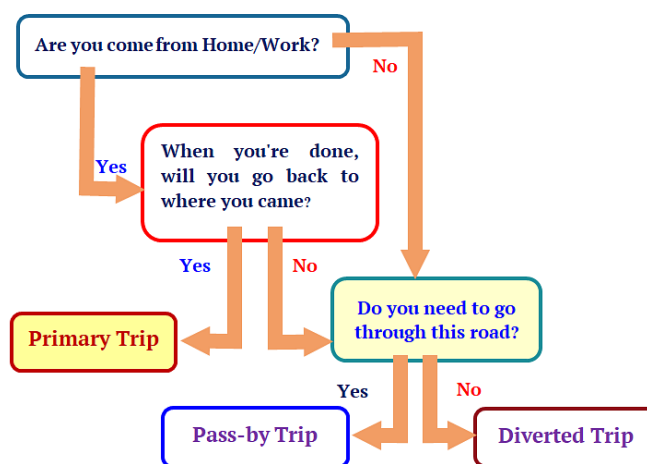 Are you come from Home/Work?
No
When you're done,
will you go back to
where you came?
Yes
Yes
No
Do you need to go
through this road?
Primary Trip
Yes
No
Pass-by Trip
Diverted Trip